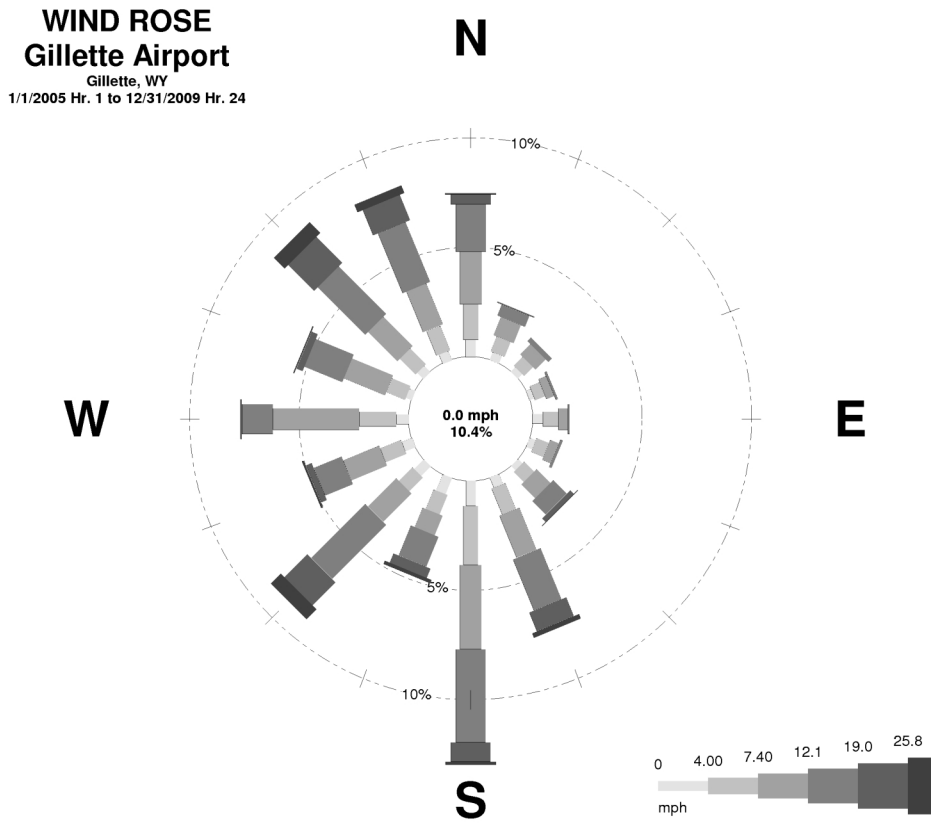 WIND ROSE
Gillette Airport
Gillette, WY
1/1/2005 Hr. 1 to 12/31/2009 Hr. 24
N
10%
5%
W
0.0 mph
10.4%
E
5%
10%
S
0 4.00 7.40 12.1 19.0 25.8
mph